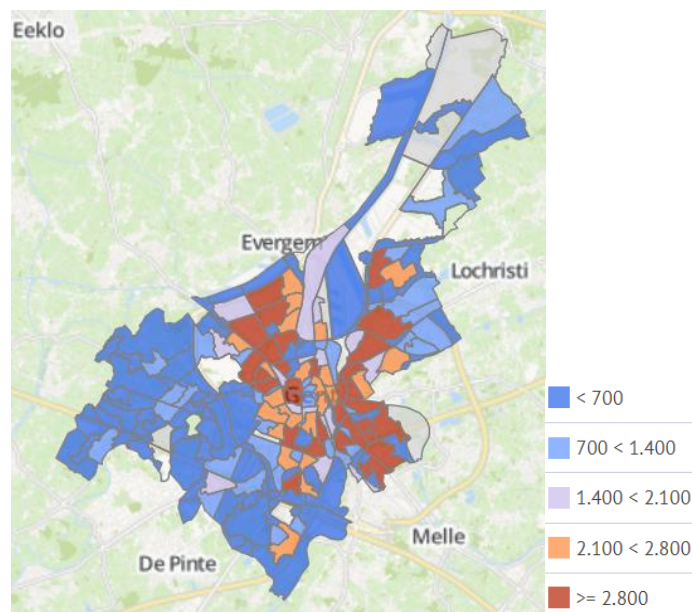 Eeklo
Evergem
Lochristi
G
< 700
700 < 1.400
1.400 < 2.100
2.100 < 2.800
Melle
De Pinte
>= 2.800